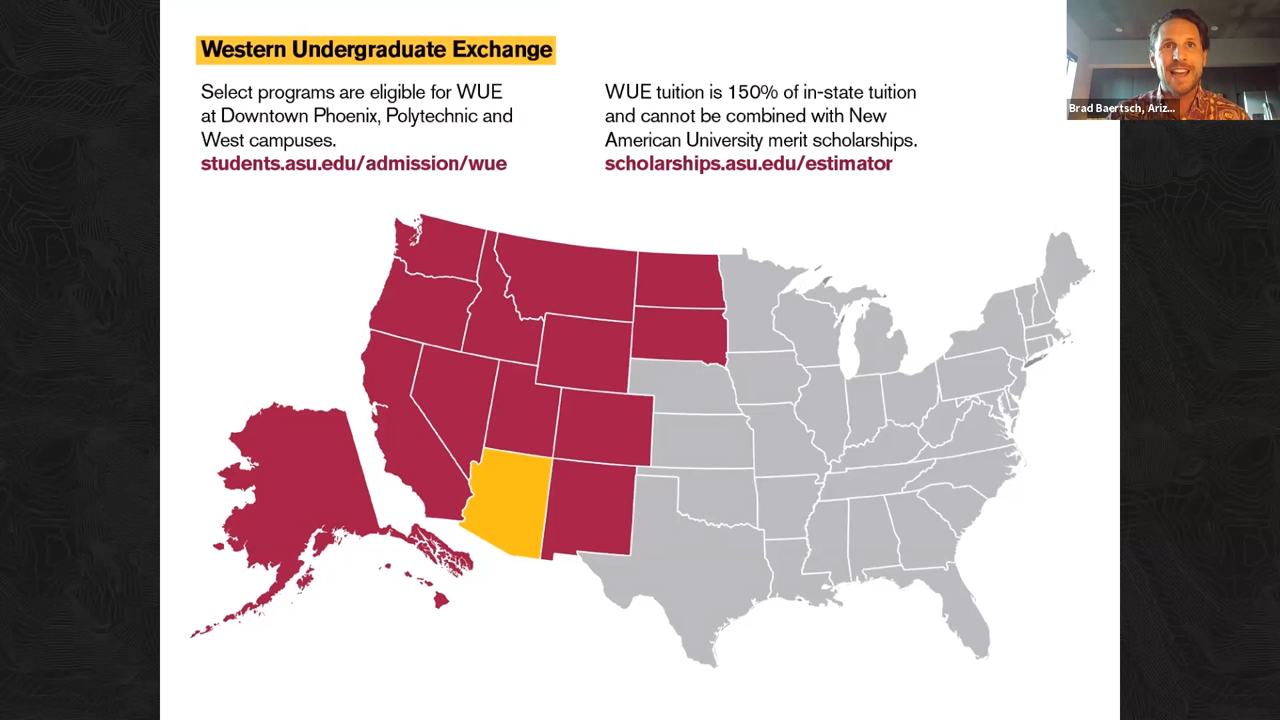 Western Undergraduate Exchange
Select programs are eligible for WUE
at Downtown Phoenix, Polytechnic and
West campuses.
students.asu.edu/admission/wue
WUE tuition is 150% of in-state tuition
and cannot be combined with New
American University merit scholarships.
scholarships.asu.edu/estimator
Brad Baertsch, Ariz...